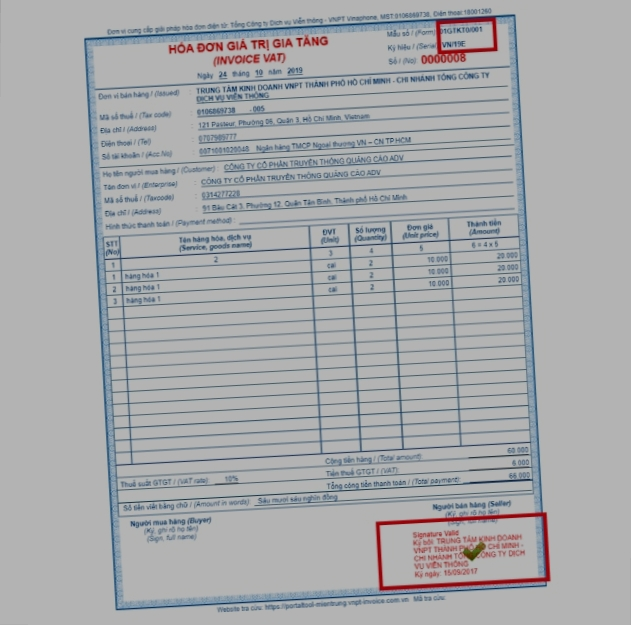 Đơn vị cung cấp giải pháp hóa đơn điện tử: Tổng Công ty Dịch vụ Viễn thông - VNPT Vinaphone, MST:0106869738, Điện thoại:18001260
HÓA ĐƠN GIÁ TRỊ GIA TĂNG
(INVOICE VAT)
Ngày 24 tháng 10 năm 2019
Mẫu số / (Form) 01GTKT0/001
Ký hiệu / (Serial) VN/19E
Số / (No): 0000008
Đơn vị bán hàng / (Issued) : TRUNG TÂM KINH DOANH VNPT THÀNH PHỐ HỒ CHÍ MINH - CHI NHÁNH TỔNG CÔNG TY
DỊCH VỤ VIỄN THÔNG
Mã số thuế / (Tax code) : 0106869738 -005
Địa chỉ / (Address) : 121 Pasteur, Phường 06, Quận 3, Hồ Chí Minh, Vietnam
Điện thoại / (Tel) :
Số tài khoản / (Acc.No) : Ngân hàng TMCP Ngoại thương VN – CN TP.HCM
Họ tên người mua hàng / (Customer) : CÔNG TY CỔ PHẦN TRUYỀN THÔNG QUẢNG CÁO ADV
Tên đơn vị / (Enterprise) : CÔNG TY CỔ PHẦN TRUYỀN THÔNG QUẢNG CÁO ADV
Mã số thuế / (Taxcode) : 0314277226
Địa chỉ / (Address) : 51 Bàu Cát 3, Phường 12, Quận Tân Bình, Thành phố Hồ Chí Minh
Hình thức thanh toán / (Payment method) :
STT Tên hàng hóa, dịch vụ ĐVT Số lượng Đơn giá Thành tiền
(No) (Service, goods name) (Unit) (Quantity) (Unit price) (Amount)
1 2 3 4 5 6 = 4 x 5
1 hàng hóa 1 cai 2 10.000 20.000
2 hàng hóa 1 cai 2 10.000 20.000
3 hàng hóa 1 cai 2 10.000 20.000
Cộng tiền hàng / (Total amount) 60.000
Thuế suất GTGT / (VAT rate) : 10% Tiền thuế GTGT / (VAT) 6.000
Tổng cộng tiền thanh toán / (Total payment) 66.000
Số tiền viết bằng chữ / (Amount in words) : Sáu mươi sáu nghìn đồng
Người mua hàng (Buyer) Người bán hàng (Seller)
(Ký, ghi rõ họ tên) (Ký, ghi rõ họ tên)
(Sign, full name) (Sign, full name)
Signature Valid
Ký bởi: TRUNG TÂM KINH DOANH
VNPT THÀNH PHỐ CHÍ MINH -
CHI NHÁNH TỔNG CÔNG TY DỊCH
VỤ VIỄN THÔNG
Ký ngày: 15/09/2017
Website tra cứu: https://portaltool-mientrung.vnpt-invoice.com.vn Mã tra cứu: